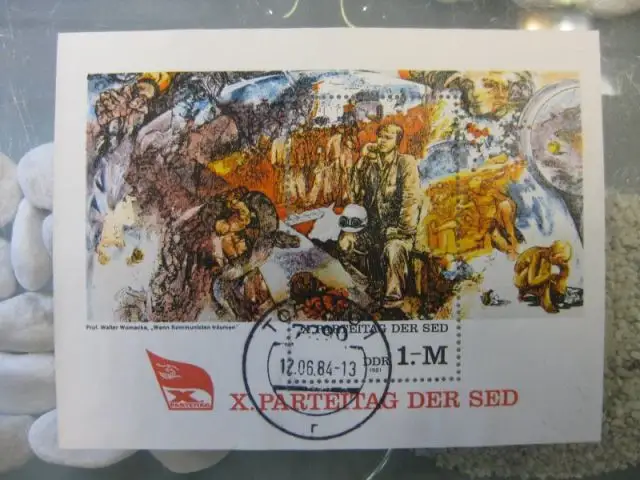 Prof. Walter Womacka, „Wenn Kommunisten träumen"
X. PARTEITAG DER SED
DDR 1.-M
1981
12.06.84-13
r
X
PARTEITAG
X. PARTEITAG DER SED